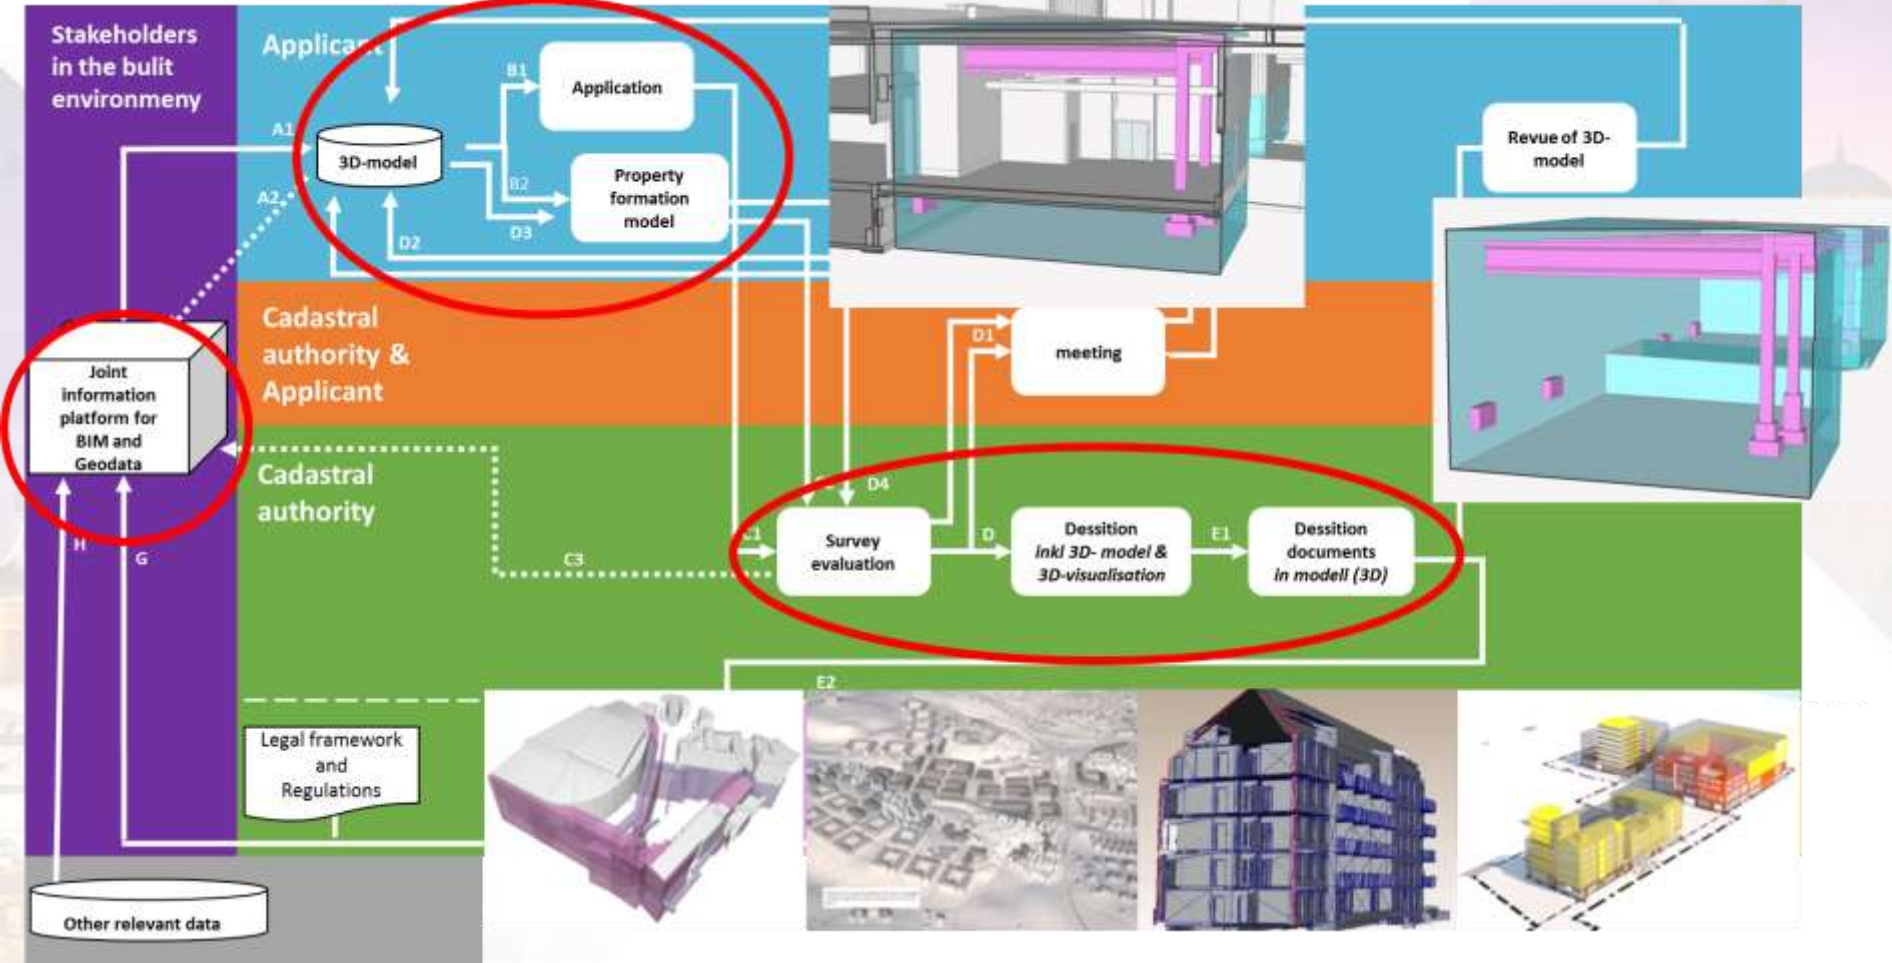 Stakeholders
in the bulit
environmeny
Applicant
A1
A2
B1
B2
D3
D2
3D-model
Application
Property
formation
model
Revue of 3D-
model
Cadastral
authority &
Applicant
D1
meeting
Joint
information
platform for
BIM and
Geodata
Cadastral
authority
D4
C1
Survey
evaluation
D
Dessition
inkl 3D- model &
3D-visualisation
E1
Dessition
documents
in modell (3D)
C3
H
G
E2
Legal framework
and
Regulations
Other relevant data